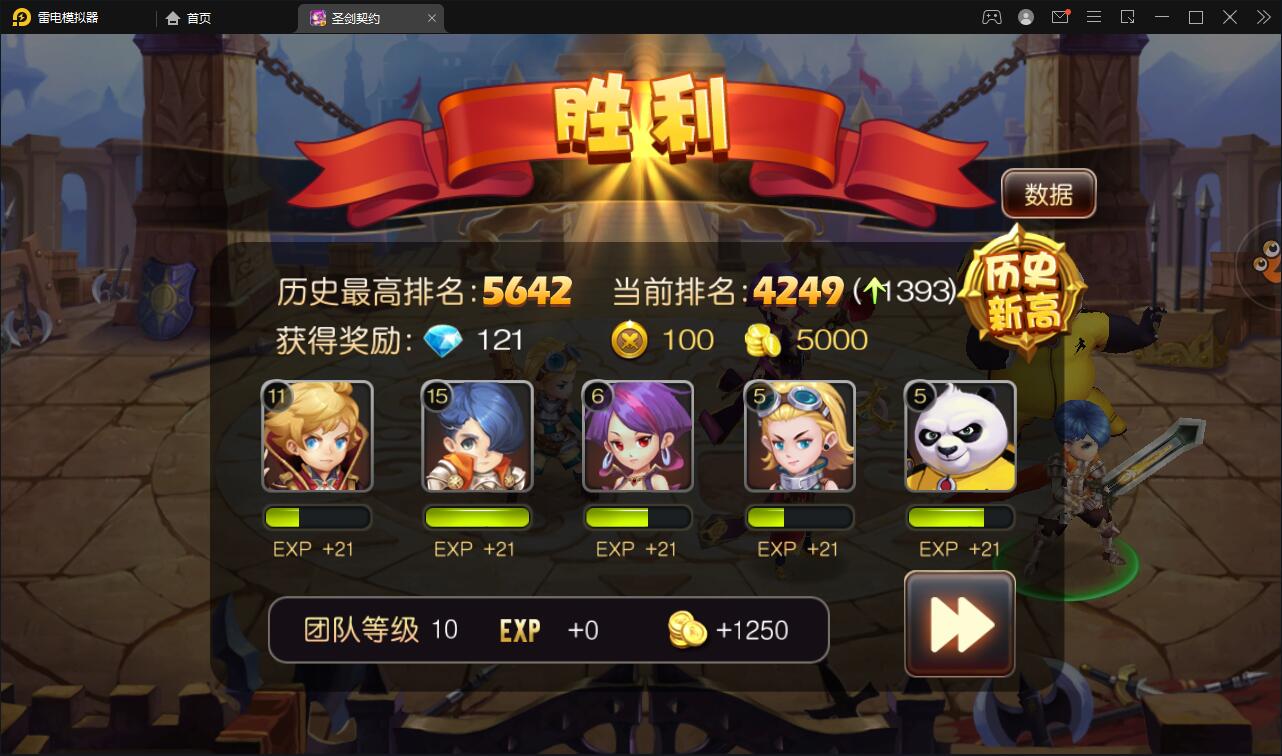 雷电模拟器 首页 圣剑契约
胜利
数据
历史最高排名:5642 当前排名:4249(↑1393)
历史
新高
获得奖励: 121 100 5000
11 15 6 5 5
EXP +21 EXP +21 EXP +21 EXP +21 EXP +21
团队等级 10 EXP +0 +1250